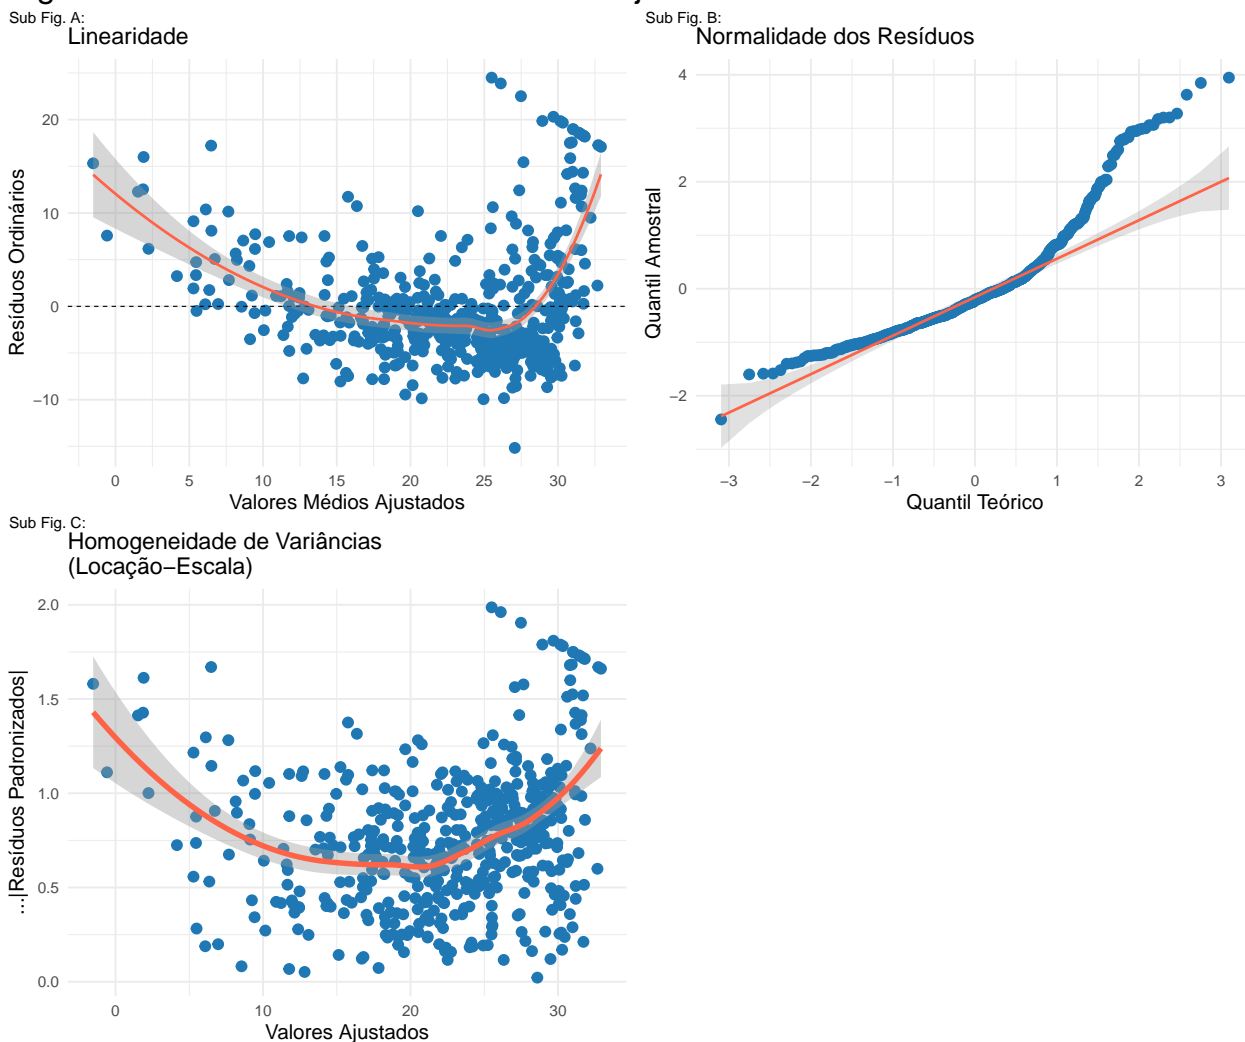 Sub Fig. A:
Linearidade
Resíduos Ordinários
20
10
0
−10
0
5
10
15
20
25
30
Valores Médios Ajustados
Sub Fig. B:
Normalidade dos Resíduos
Quantil Amostral
4
2
0
−2
−3
−2
−1
0
1
2
3
Quantil Teórico
Sub Fig. C:
Homogeneidade de Variâncias
(Locação−Escala)
...|Resíduos Padronizados|
2.0
1.5
1.0
0.5
0.0
0
10
20
30
Valores Ajustados